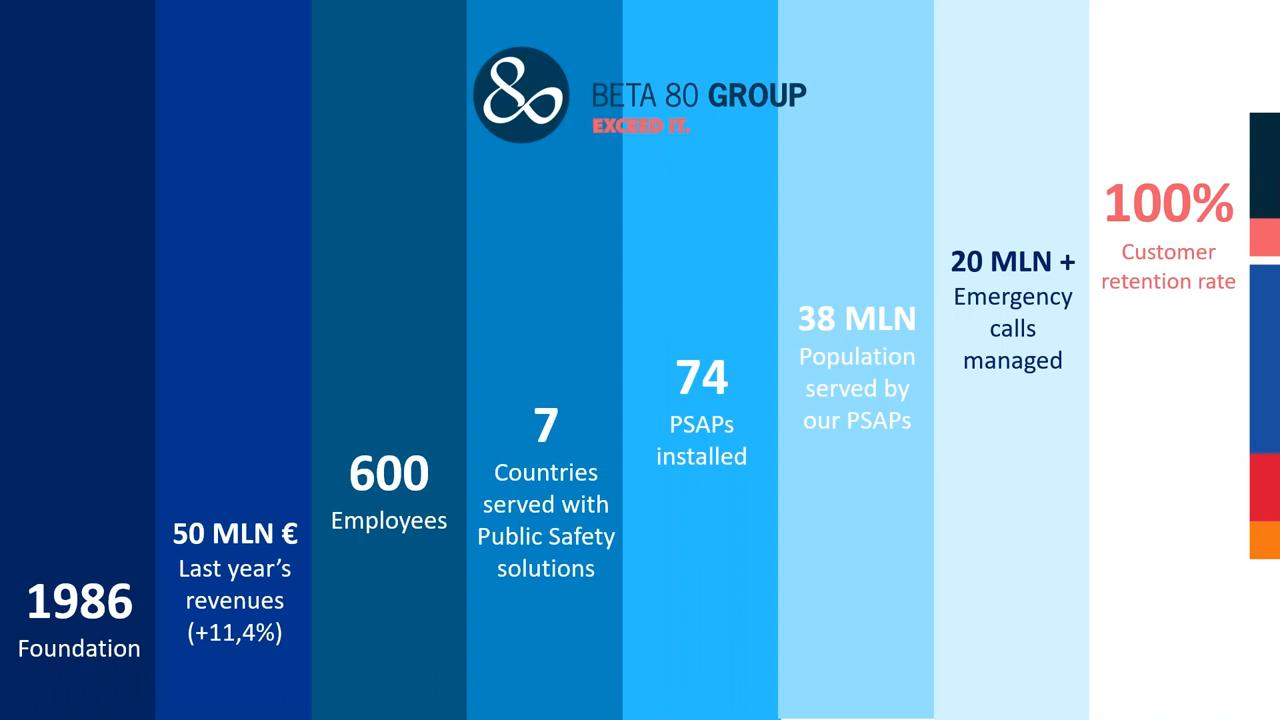 BETA 80 GROUP
EXCEED IT.
1986
Foundation
50 MLN €
Last year’s
revenues
(+11,4%)
600
Employees
7
Countries
served with
Public Safety
solutions
74
PSAPs
installed
38 MLN
Population
served by
our PSAPs
20 MLN +
Emergency
calls
managed
100%
Customer
retention rate